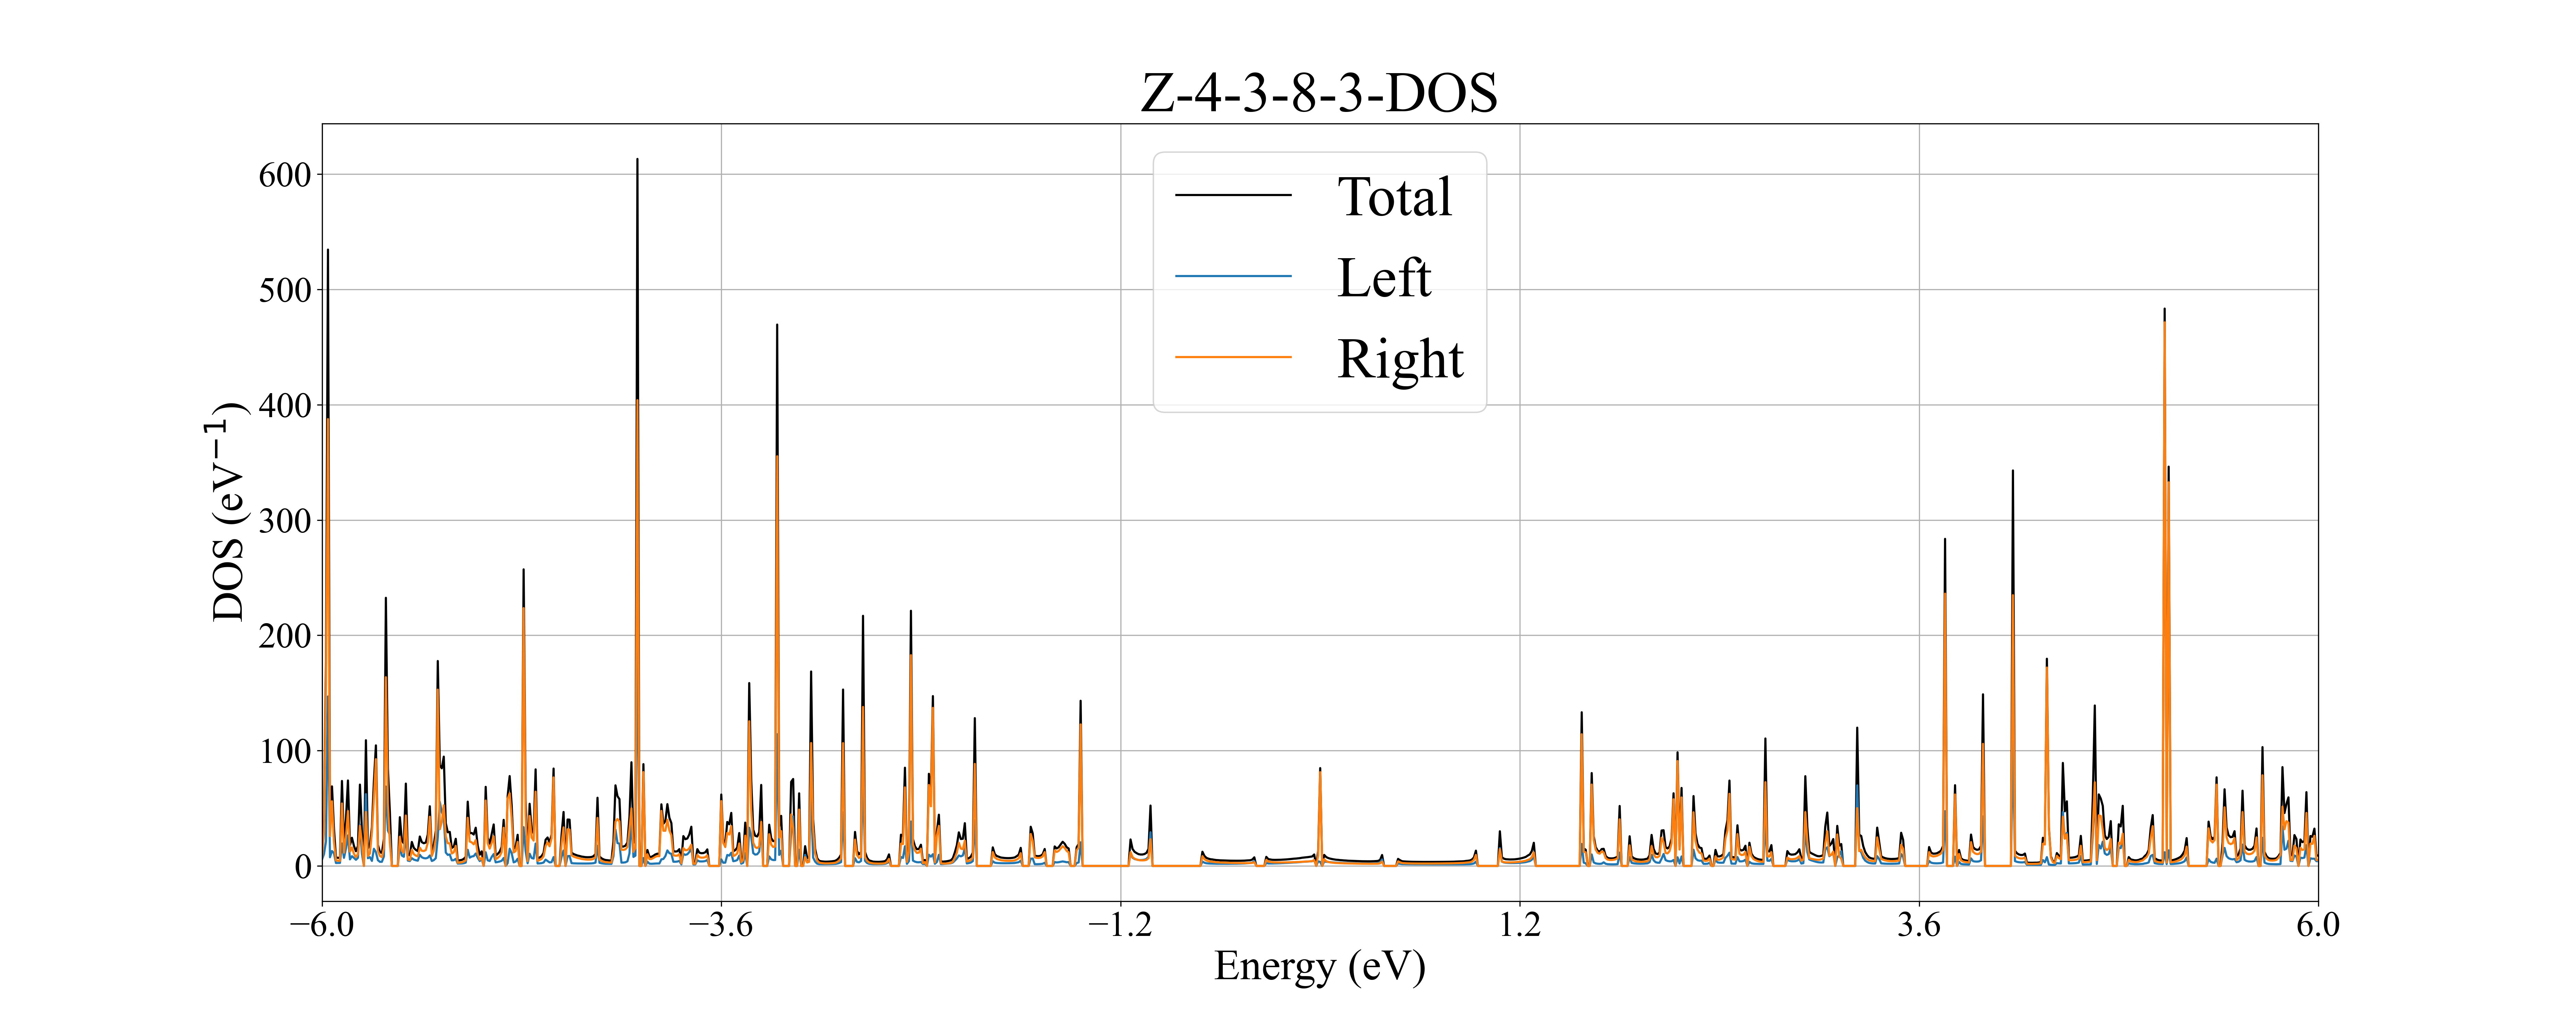 Z-4-3-8-3-DOS
Total
Left
Right
DOS (eV⁻¹)
600
500
400
300
200
100
0
−6.0 −3.6 −1.2 1.2 3.6 6.0
Energy (eV)